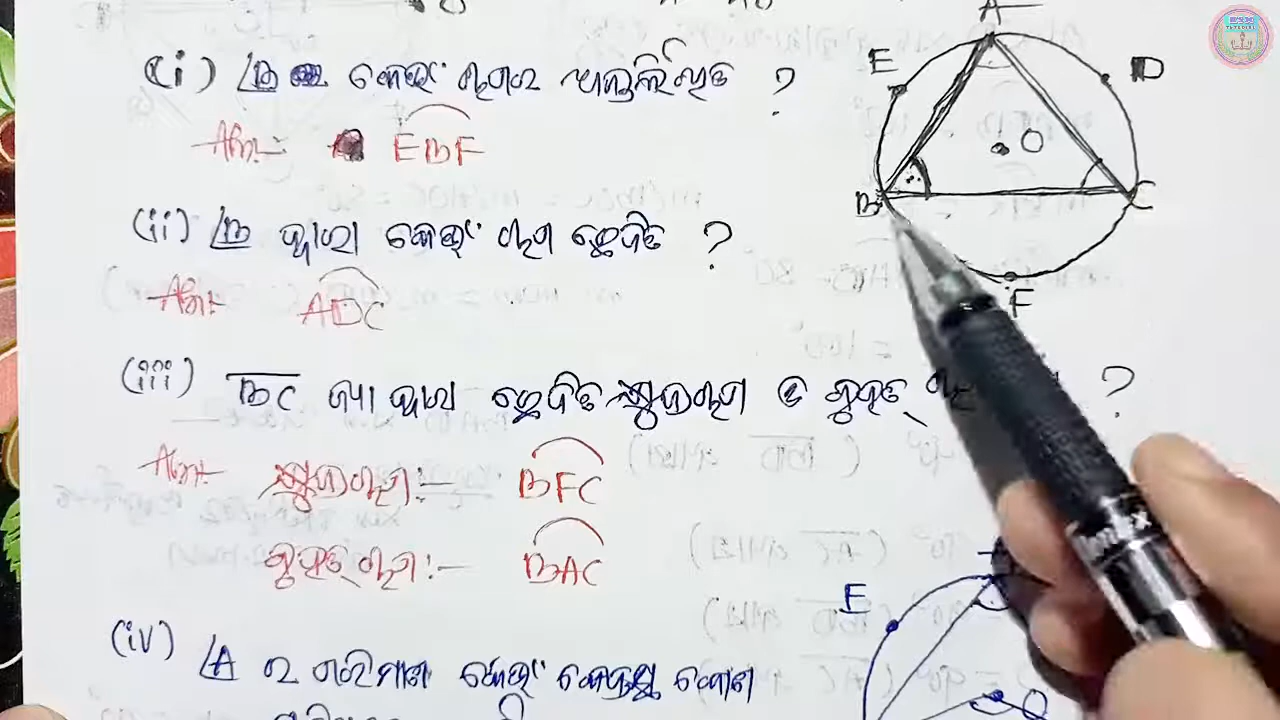 A
(i) ∠B ର କେଉଁ ଚାପର ଅନ୍ତର୍ଲିଖିତ ?
E
D
Ans:- EBF
O
B
C
(ii) ∠B ଦ୍ୱାରା କେଉଁ ଚାପ ଛେଦିତ ?
F
Ans:- ADC
(iii) BC ଜ୍ୟା ଦ୍ୱାରା ଛେଦିତ କ୍ଷୁଦ୍ରଚାପ ଓ ବୃହତ୍ ?
Ans:- କ୍ଷୁଦ୍ରଚାପ :- BFC
ବୃହତ୍ ଚାପ :- BAC
E
(iv) ∠A ର ପରିମାଣ କେଉଁ କେନ୍ଦ୍ରସ୍ଥ କୋଣ
O